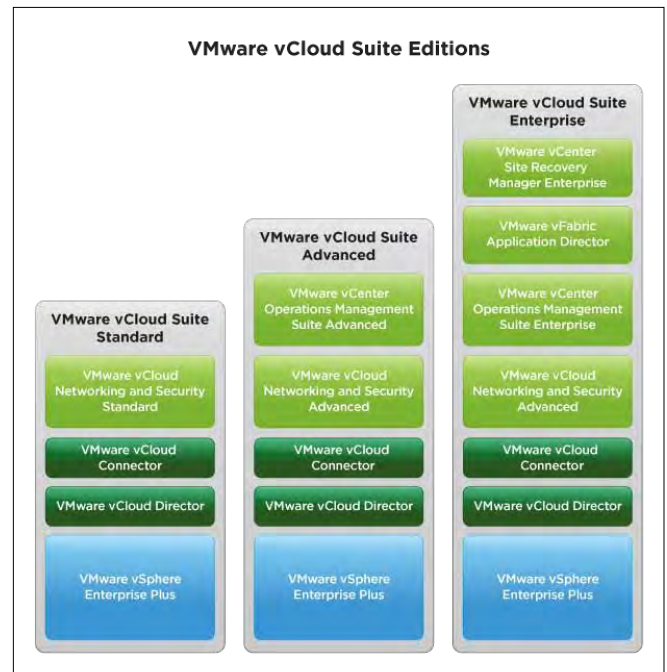 VMware vCloud Suite Editions
VMware vCloud Suite
Standard
VMware vCloud
Networking and Security
Standard
VMware vCloud
Connector
VMware vCloud Director
VMware vSphere
Enterprise Plus
VMware vCloud Suite
Advanced
VMware vCenter
Operations Management
Suite Advanced
VMware vCloud
Networking and Security
Advanced
VMware vCloud
Connector
VMware vCloud Director
VMware vSphere
Enterprise Plus
VMware vCloud Suite
Enterprise
VMware vCenter
Site Recovery
Manager Enterprise
VMware vFabric
Application Director
VMware vCenter
Operations Management
Suite Enterprise
VMware vCloud
Networking and Security
Advanced
VMware vCloud
Connector
VMware vCloud Director
VMware vSphere
Enterprise Plus